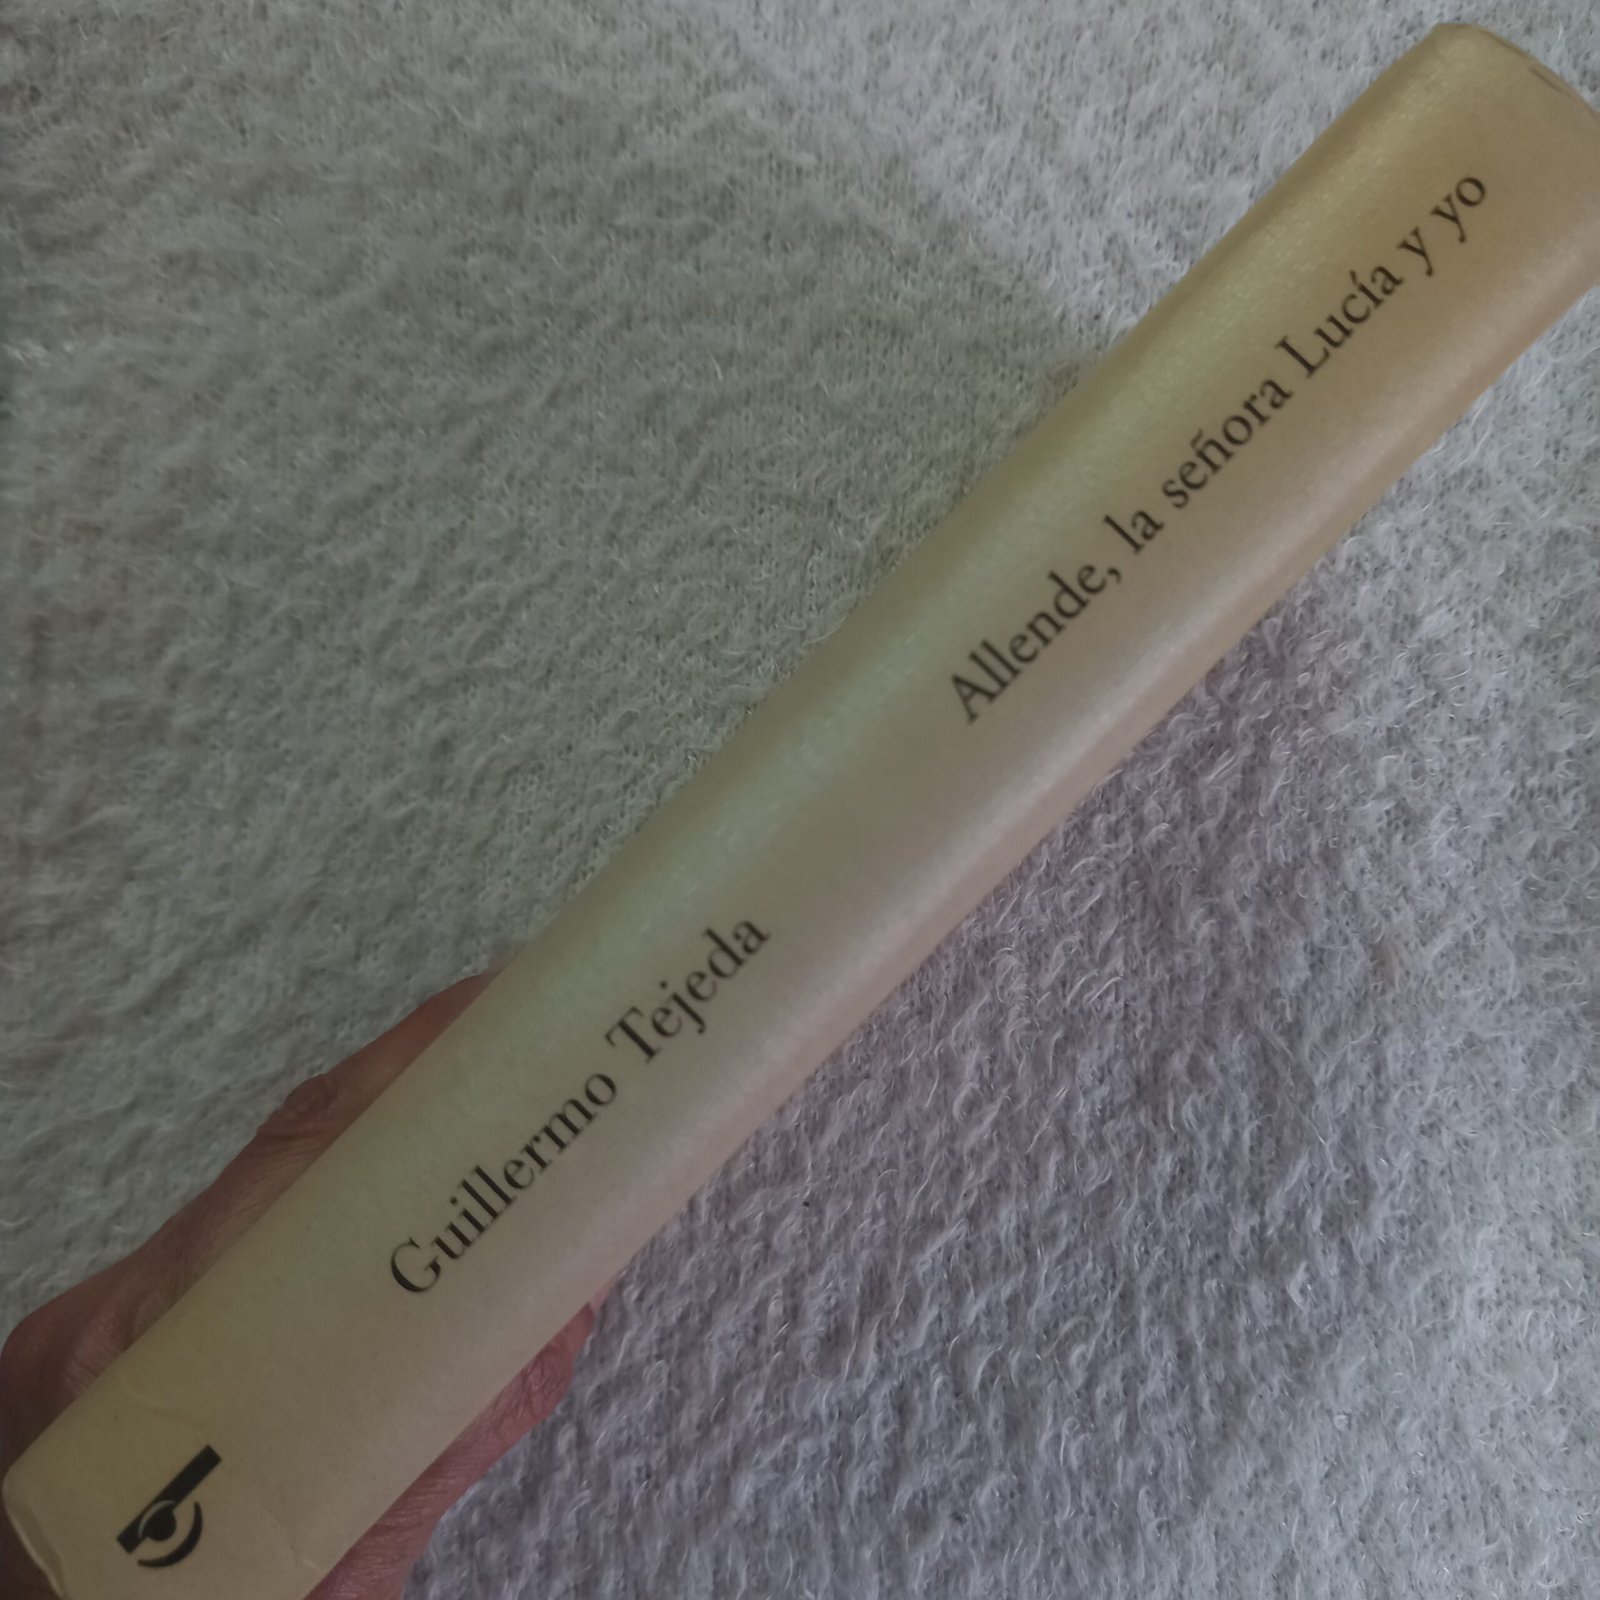 Guillermo Tejeda
Allende, la señora Lucía y yo